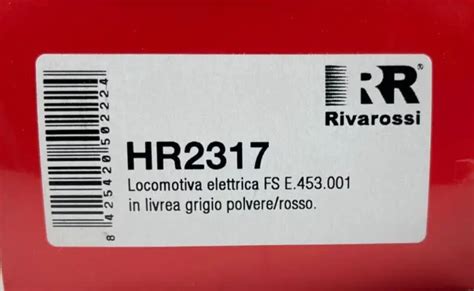 RR®
Rivarossi
HR2317
Locomotiva elettrica FS E.453.001
in livrea grigio polvere/rosso.
8 425420 502224